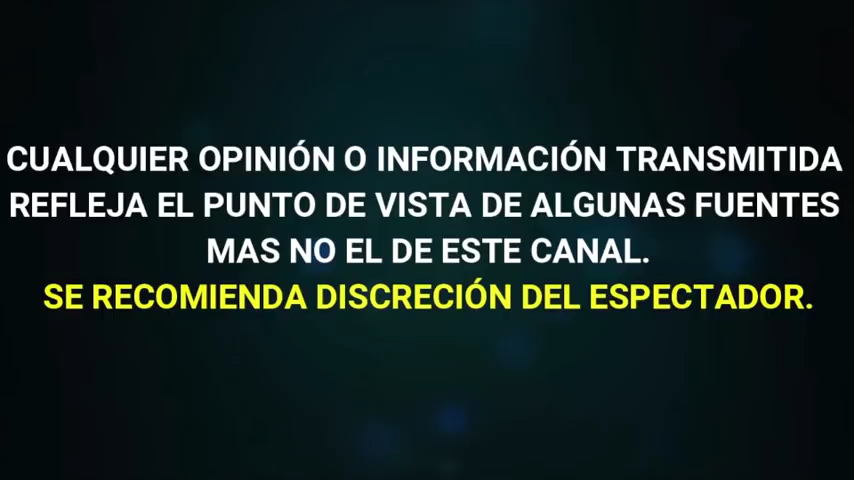 CUALQUIER OPINIÓN O INFORMACIÓN TRANSMITIDA
REFLEJA EL PUNTO DE VISTA DE ALGUNAS FUENTES
MAS NO EL DE ESTE CANAL.
SE RECOMIENDA DISCRECIÓN DEL ESPECTADOR.